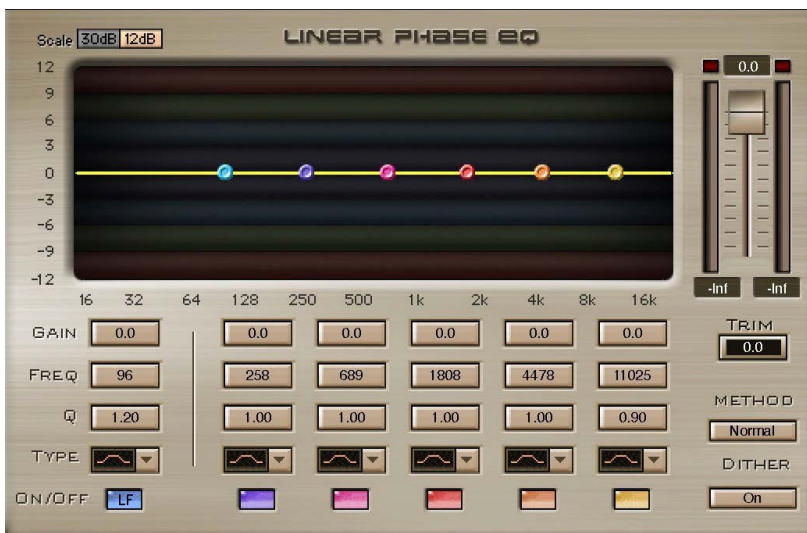 LINEAR PHASE EQ
Scale 30dB 12dB
0.0
12
9
6
3
0
-3
-6
-9
-12
-Inf -Inf
16 32 64 128 250 500 1k 2k 4k 8k 16k
GAIN 0.0 0.0 0.0 0.0 0.0 0.0
TRIM
0.0
FREQ 96 258 689 1808 4478 11025
Q 1.20 1.00 1.00 1.00 1.00 0.90
METHOD
Normal
TYPE
DITHER
ON/OFF LF
On